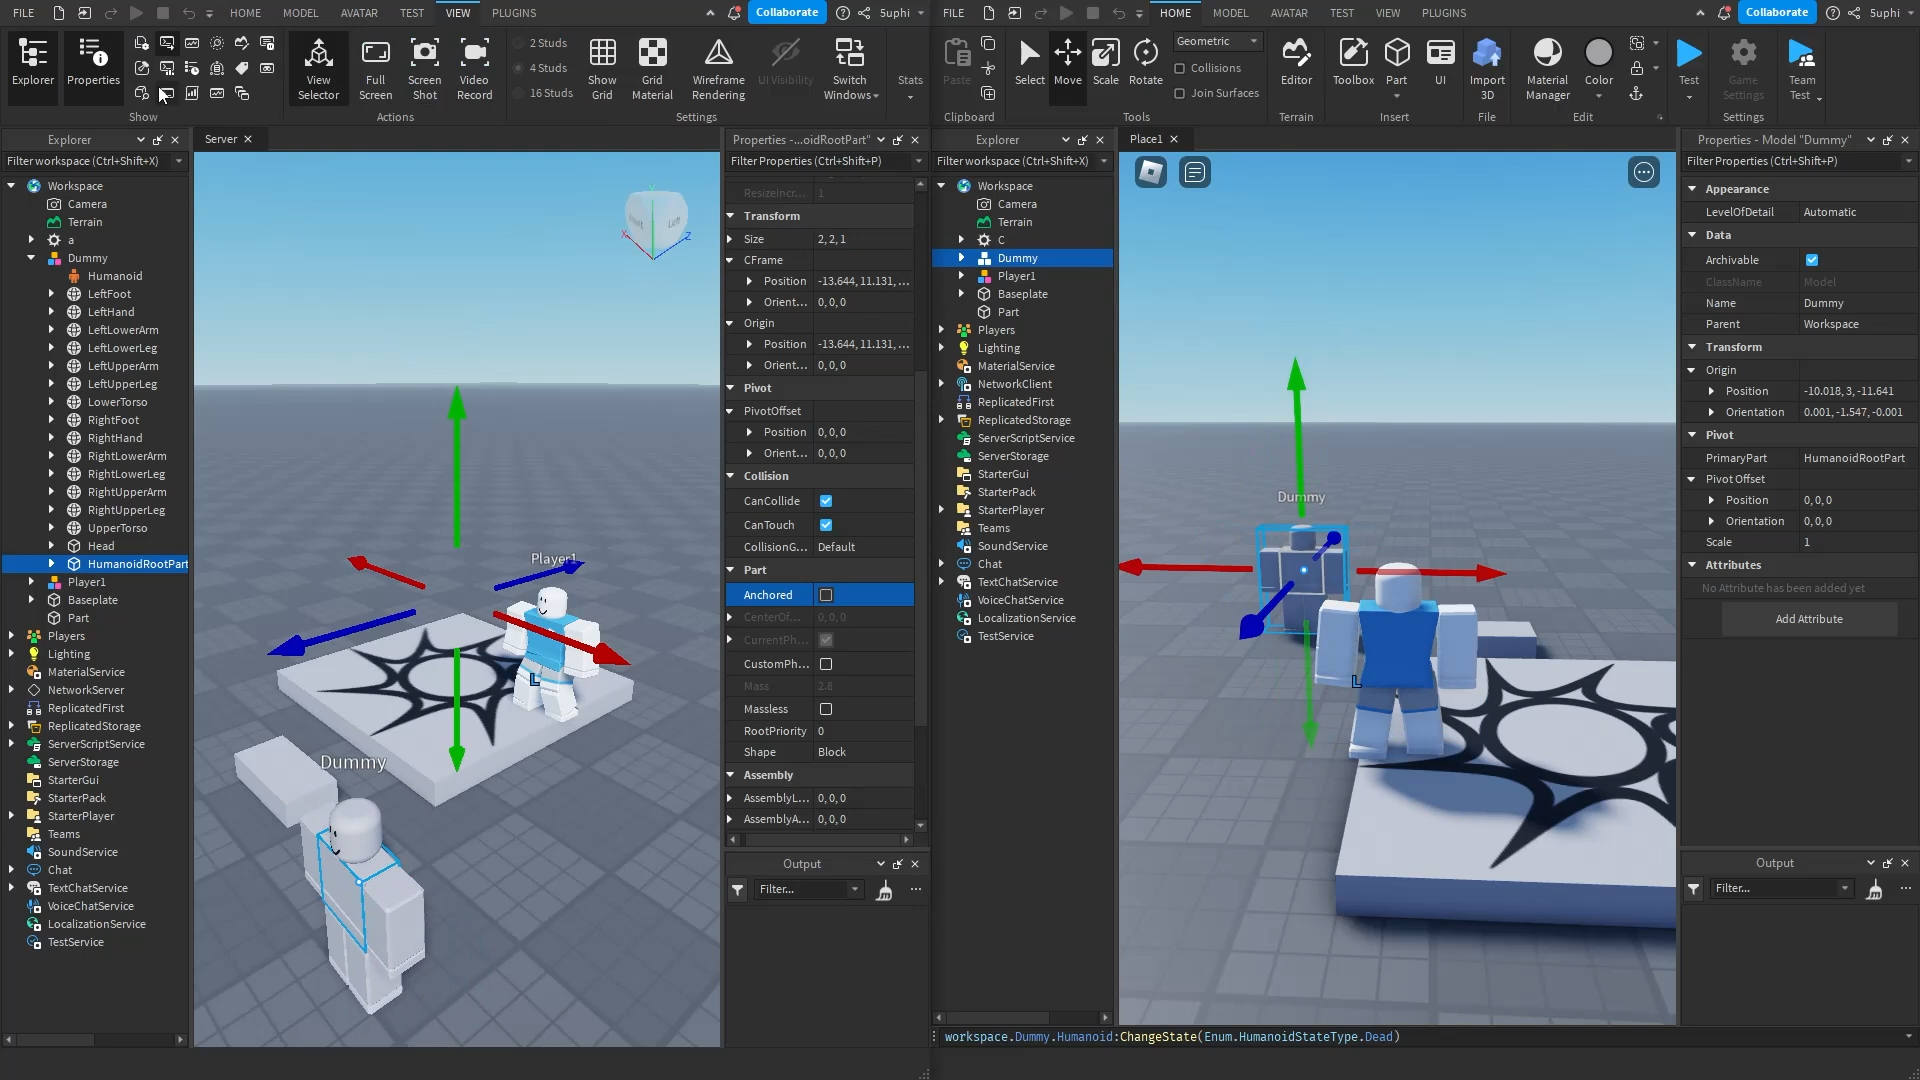 FILE HOME MODEL AVATAR TEST VIEW PLUGINS Collaborate 5uphi
Explorer
Properties
Show
View
Selector
Full
Screen
Screen
Shot
Video
Record
Actions
2 Studs
4 Studs
16 Studs
Show
Grid
Grid
Material
Wireframe
Rendering
UI Visibility
Switch
Windows
Settings
Stats
Explorer
Filter workspace (Ctrl+Shift+X)
Workspace
Camera
Terrain
a
Dummy
Humanoid
LeftFoot
LeftHand
LeftLowerArm
LeftLowerLeg
LeftUpperArm
LeftUpperLeg
LowerTorso
RightFoot
RightHand
RightLowerArm
RightLowerLeg
RightUpperArm
RightUpperLeg
UpperTorso
Head
HumanoidRootPart
Player1
Baseplate
Part
Players
Lighting
MaterialService
NetworkServer
ReplicatedFirst
ReplicatedStorage
ServerScriptService
ServerStorage
StarterGui
StarterPack
StarterPlayer
Teams
SoundService
Chat
TextChatService
VoiceChatService
LocalizationService
TestService
Server
Left
Y
X
Z
Player1
L
Dummy
Properties -...oidRootPart"
Filter Properties (Ctrl+Shift+P)
ResizeIncr... 1
Transform
Size 2, 2, 1
CFrame
Position -13.644, 11.131, ...
Orient... 0, 0, 0
Origin
Position -13.644, 11.131, ...
Orient... 0, 0, 0
Pivot
PivotOffset
Position 0, 0, 0
Orient... 0, 0, 0
Collision
CanCollide
CanTouch
CollisionG... Default
Part
Anchored
CenterOf... 0, 0, 0
CurrentPh...
CustomPh...
Mass 2.8
Massless
RootPriority 0
Shape Block
Assembly
AssemblyL... 0, 0, 0
AssemblyA... 0, 0, 0
Output
Filter...
FILE HOME MODEL AVATAR TEST VIEW PLUGINS Collaborate 5uphi
Paste
Clipboard
Select
Move
Scale
Rotate
Geometric
Collisions
Join Surfaces
Tools
Editor
Terrain
Toolbox
Part
UI
Insert
Import
3D
File
Material
Manager
Color
Edit
Test
Game
Settings
Settings
Team
Test
Explorer
Filter workspace (Ctrl+Shift+X)
Workspace
Camera
Terrain
C
Dummy
Player1
Baseplate
Part
Players
Lighting
MaterialService
NetworkClient
ReplicatedFirst
ReplicatedStorage
ServerScriptService
ServerStorage
StarterGui
StarterPack
StarterPlayer
Teams
SoundService
Chat
TextChatService
VoiceChatService
LocalizationService
TestService
Place1
Dummy
L
Properties - Model "Dummy"
Filter Properties (Ctrl+Shift+P)
Appearance
LevelOfDetail Automatic
Data
Archivable
ClassName Model
Name Dummy
Parent Workspace
Transform
Origin
Position -10.018, 3, -11.641
Orientation 0.001, -1.547, -0.001
Pivot
PrimaryPart HumanoidRootPart
Pivot Offset
Position 0, 0, 0
Orientation 0, 0, 0
Scale 1
Attributes
No Attribute has been added yet
Add Attribute
Output
Filter...
workspace.Dummy.Humanoid:ChangeState(Enum.HumanoidStateType.Dead)